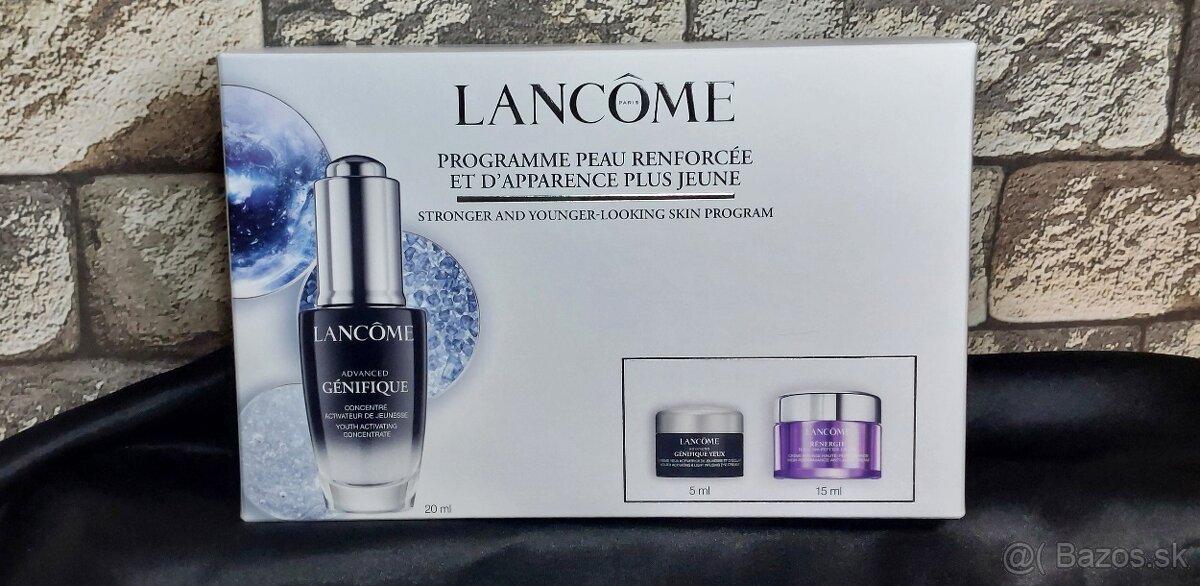 LANCÔME
PARIS
PROGRAMME PEAU RENFORCÉE
ET D'APPARENCE PLUS JEUNE
STRONGER AND YOUNGER-LOOKING SKIN PROGRAM
LANCÔME
ADVANCED
GÉNIFIQUE
CONCENTRÉ
ACTIVATEUR DE JEUNESSE
YOUTH ACTIVATING
CONCENTRATE
20 ml
LANCÔME
GÉNIFIQUE YEUX
5 ml
LANCÔME
RÉNERGIE
15 ml
@( Bazos.sk